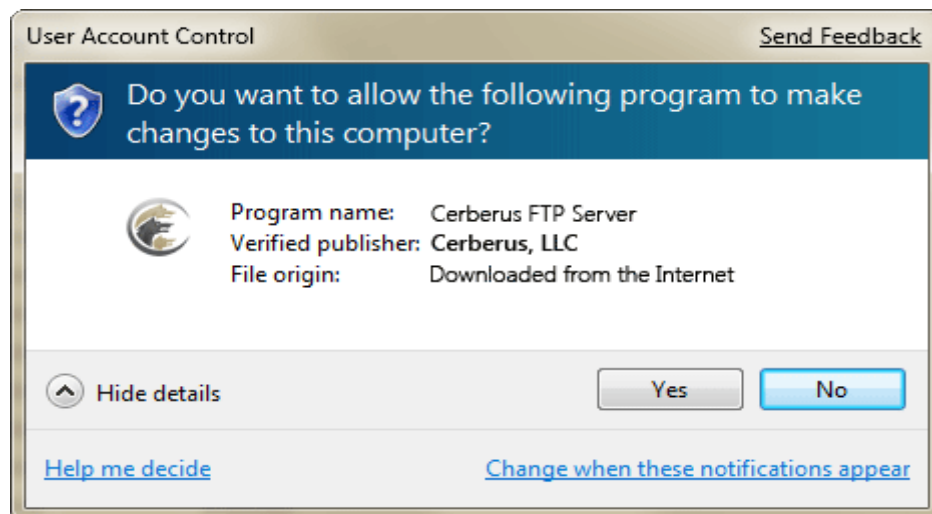 User Account Control
Send Feedback
Do you want to allow the following program to make
changes to this computer?
Program name: Cerberus FTP Server
Verified publisher: Cerberus, LLC
File origin: Downloaded from the Internet
Hide details
Yes
No
Help me decide
Change when these notifications appear